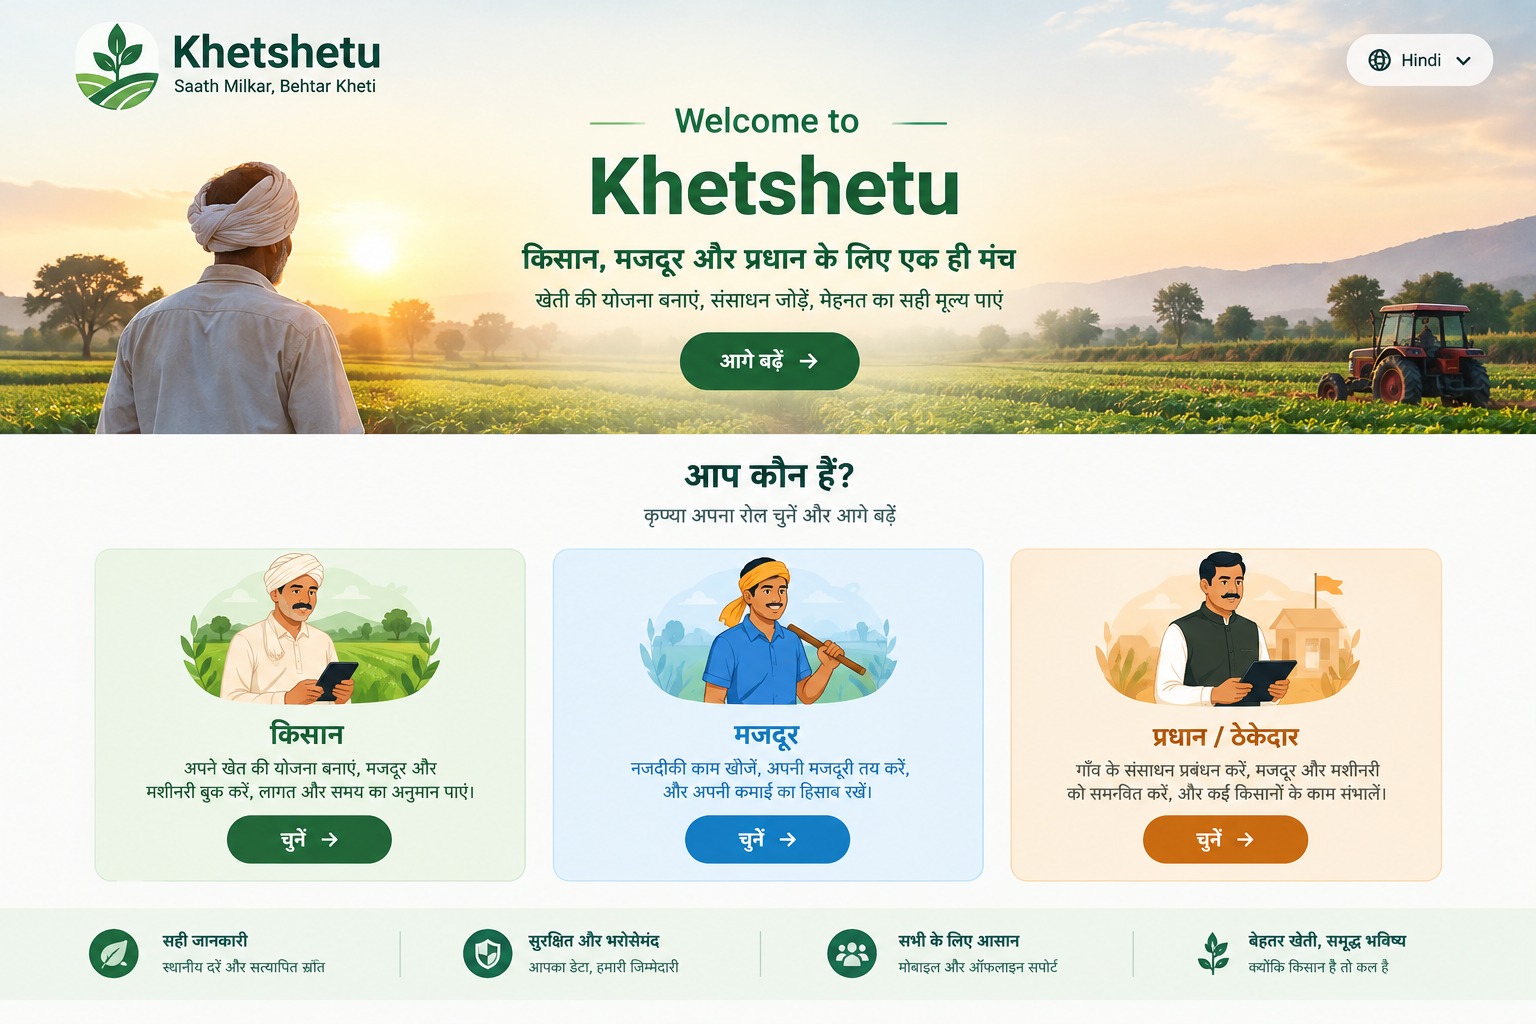 Khetshetu
Saath Milkar, Behtar Kheti
Hindi
Welcome to
Khetshetu
किसान, मजदूर और प्रधान के लिए एक ही मंच
खेती की योजना बनाएं, संसाधन जोड़ें, मेहनत का सही मूल्य पाएं
आगे बढ़ें →
आप कौन हैं?
कृप्या अपना रोल चुनें और आगे बढ़ें
किसान
अपने खेत की योजना बनाएं, मजदूर और
मशीनरी बुक करें, लागत और समय का अनुमान पाएं।
चुनें →
मजदूर
नजदीकी काम खोजें, अपनी मजदूरी तय करें,
और अपनी कमाई का हिसाब रखें।
चुनें →
प्रधान / ठेकेदार
गाँव के संसाधन प्रबंधन करें, मजदूर और मशीनरी
को समन्वित करें, और कई किसानों के काम संभालें।
चुनें →
सही जानकारी
स्थानीय दरें और सत्यापित
सुरक्षित और भरोसेमंद
आपका डेटा, हमारी जिम्मेदारी
सभी के लिए आसान
मोबाइल और ऑफलाइन सपोर्ट
बेहतर खेती, समृद्ध भविष्य
क्योंकि किसान है तो कल है